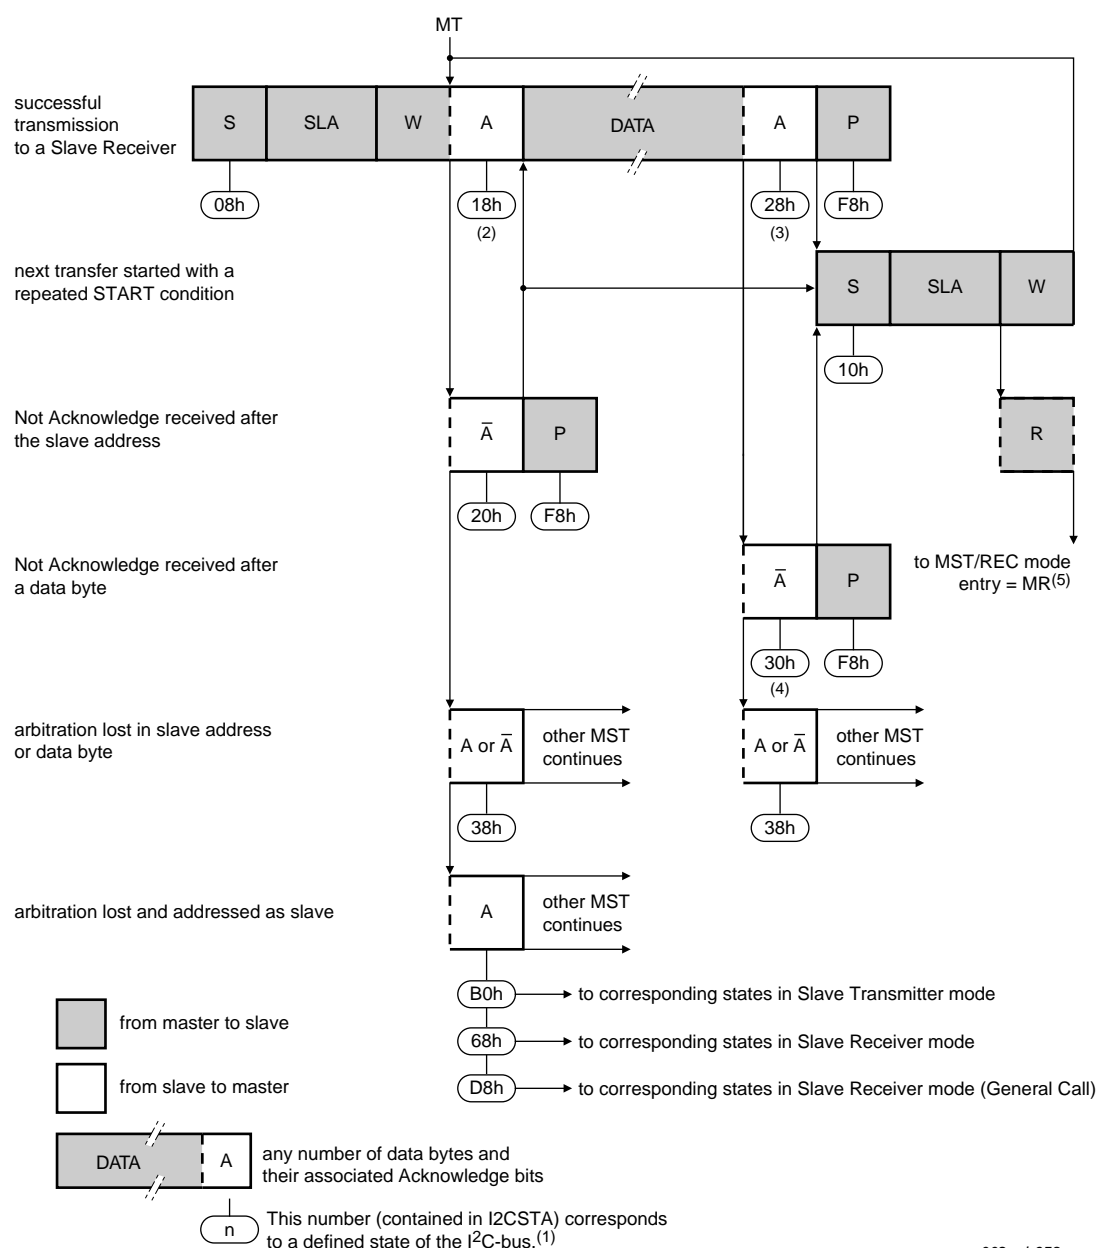 MT
successful
transmission
to a Slave Receiver
S SLA W A DATA A P
08h 18h 28h F8h
(2) (3)
next transfer started with a
repeated START condition
S SLA W
10h
Not Acknowledge received after
the slave address
A̅ P R
20h F8h
Not Acknowledge received after
a data byte
A̅ P
to MST/REC mode
entry = MR(5)
30h F8h
(4)
arbitration lost in slave address
or data byte
A or A̅ other MST
continues
A or A̅ other MST
continues
38h 38h
arbitration lost and addressed as slave
A other MST
continues
B0h to corresponding states in Slave Transmitter mode
68h to corresponding states in Slave Receiver mode
D8h to corresponding states in Slave Receiver mode (General Call)
from master to slave
from slave to master
DATA A any number of data bytes and
their associated Acknowledge bits
n This number (contained in I2CSTA) corresponds
to a defined state of the I²C-bus.(1)